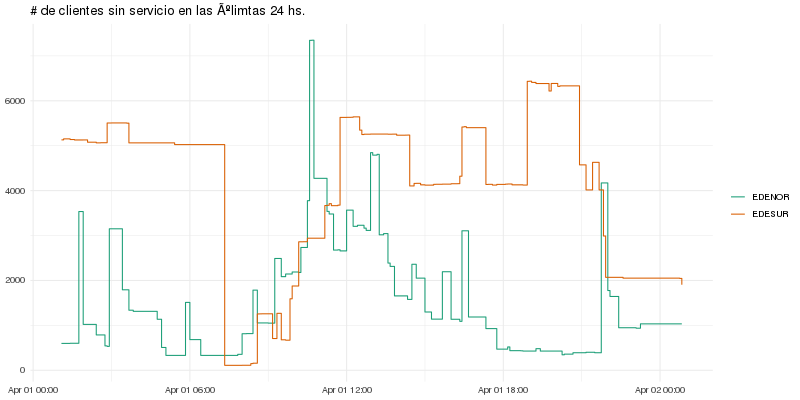 # de clientes sin servicio en las Ãºlimtas 24 hs.
6000
4000
2000
0
Apr 01 00:00
Apr 01 06:00
Apr 01 12:00
Apr 01 18:00
Apr 02 00:00
EDENOR
EDESUR